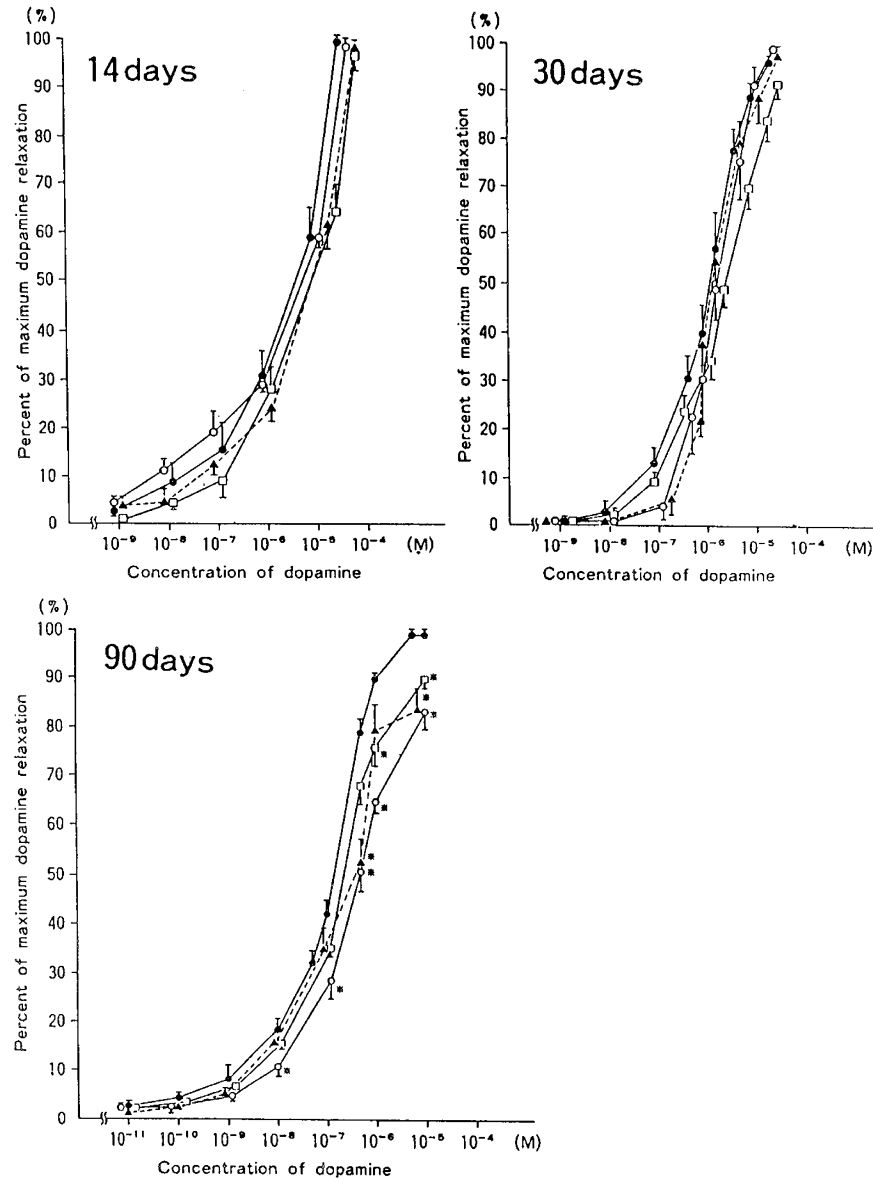 (%)
100
90
80
70
60
50
40
30
20
10
0
14days
Percent of maximum dopamine relaxation
10⁻⁹ 10⁻⁸ 10⁻⁷ 10⁻⁶ 10⁻⁵ 10⁻⁴ (M)
Concentration of dopamine
(%)
100
90
80
70
60
50
40
30
20
10
0
30days
Percent of maximum dopamine relaxation
10⁻⁹ 10⁻⁸ 10⁻⁷ 10⁻⁶ 10⁻⁵ 10⁻⁴ (M)
Concentration of dopamine
(%)
100
90
80
70
60
50
40
30
20
10
0
90days
Percent of maximum dopamine relaxation
* * * * * * * * *
10⁻¹¹ 10⁻¹⁰ 10⁻⁹ 10⁻⁸ 10⁻⁷ 10⁻⁶ 10⁻⁵ 10⁻⁴ (M)
Concentration of dopamine